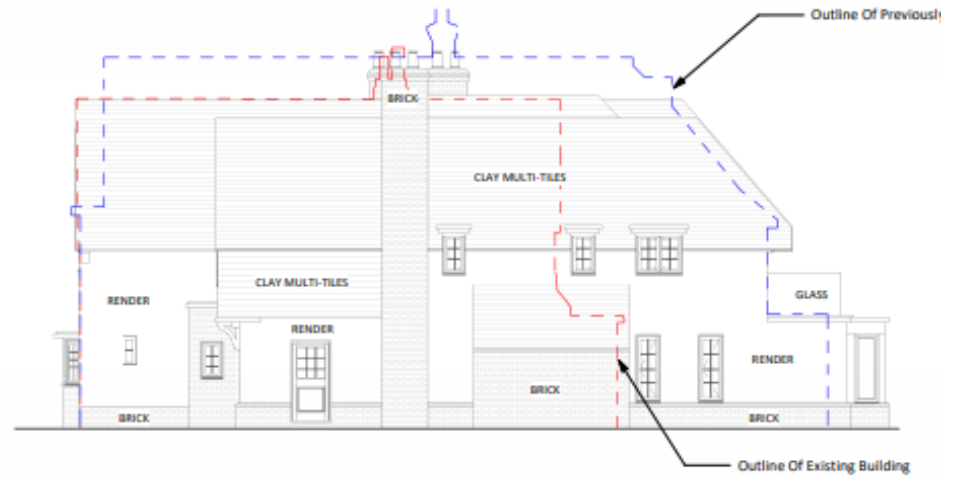 Outline Of Previously
BRICK
CLAY MULTI-TILES
CLAY MULTI-TILES
GLASS
RENDER
RENDER
RENDER
BRICK
BRICK
BRICK
Outline Of Existing Building